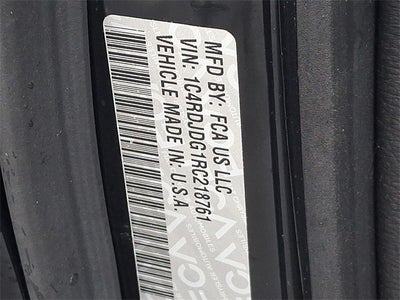 MFD BY: FCA US LLC
VIN: 1C4RDJDG1RC218761
VEHICLE MADE IN U.S.A.